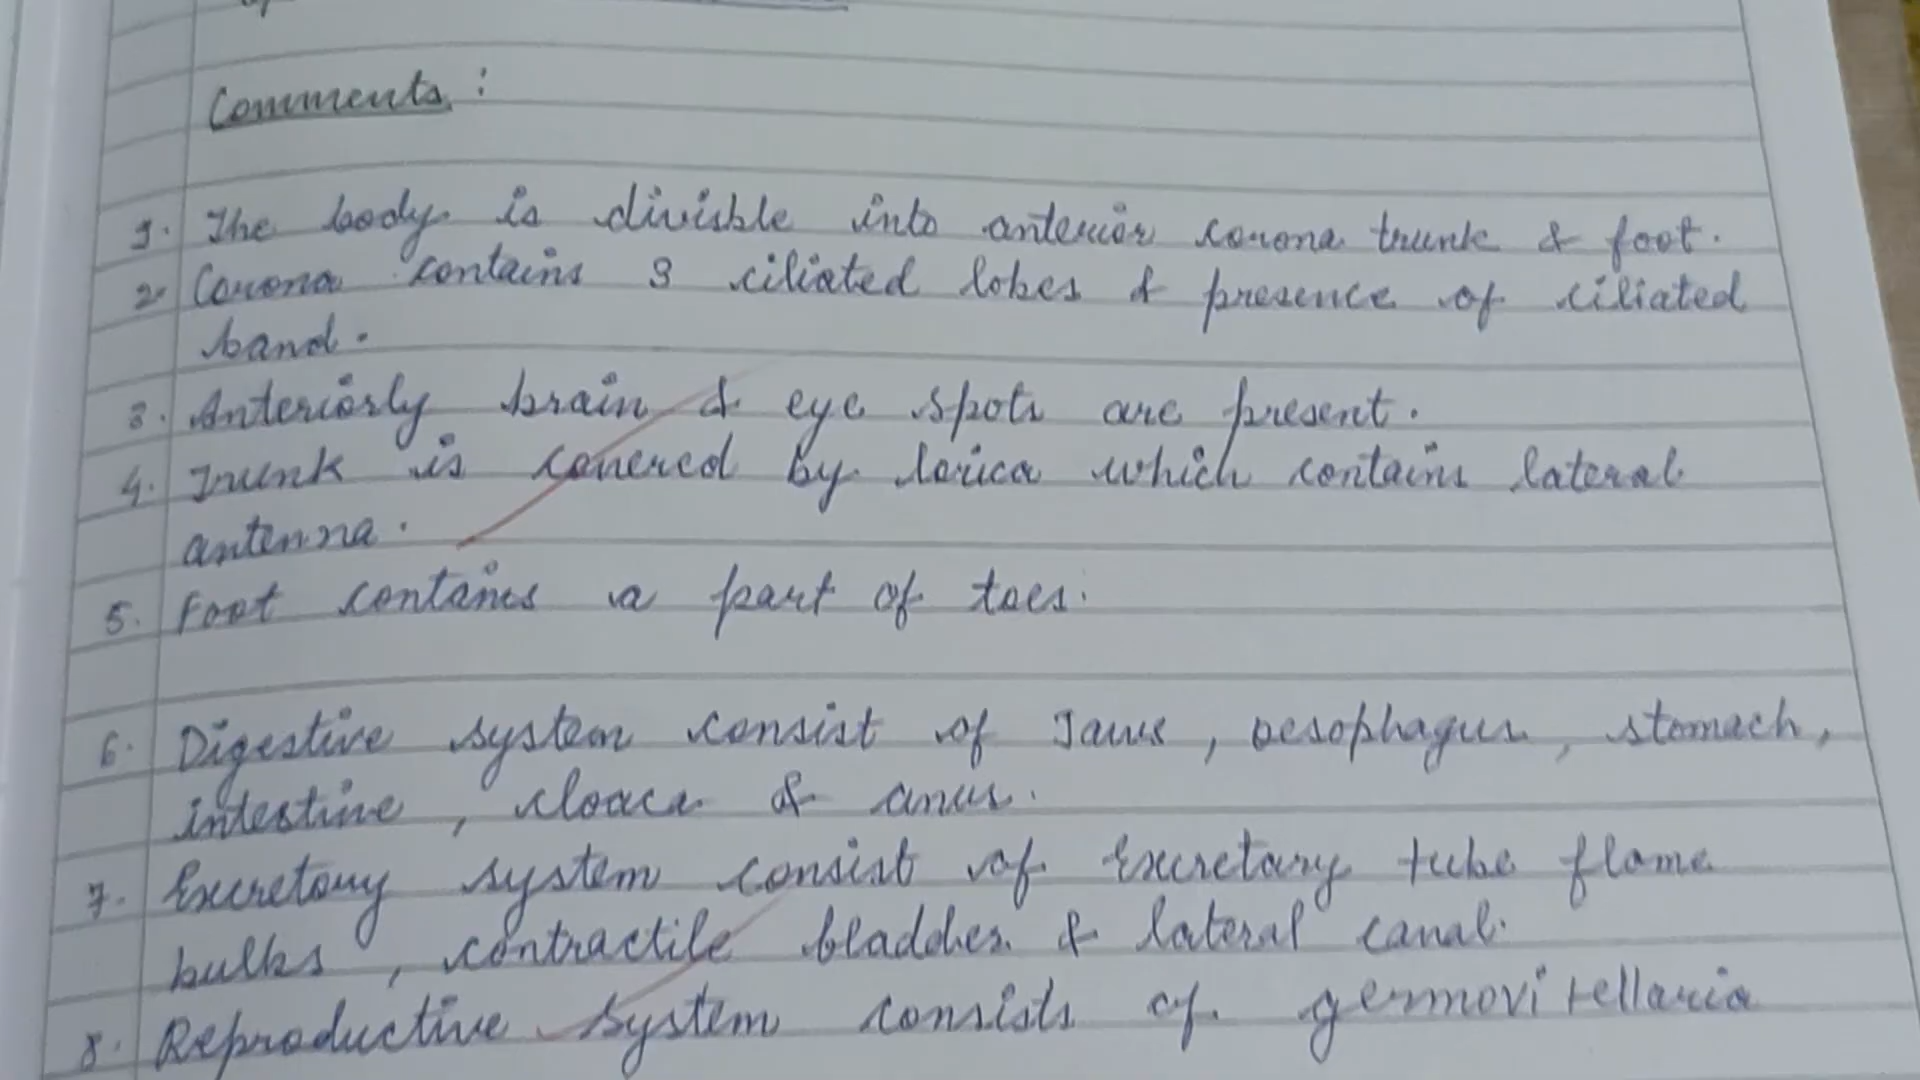 Comments :
1. The body is divisble into anterior corona trunk & foot.
2. Corona contains 3 ciliated lobes & presence of ciliated
band.
3. Anteriorly brain & eye spots are present.
4. Trunk is covered by lorica which contains lateral
antenna.
5. Foot contains a part of toes.
6. Digestive system consist of Jaws, oesophagus, stomach,
intestine, cloaca & anus.
7. Excretory system consist of Excretary tube flame
bulbs, contractile bladder & lateral canal.
8. Reproductive system consists of germovitellaria